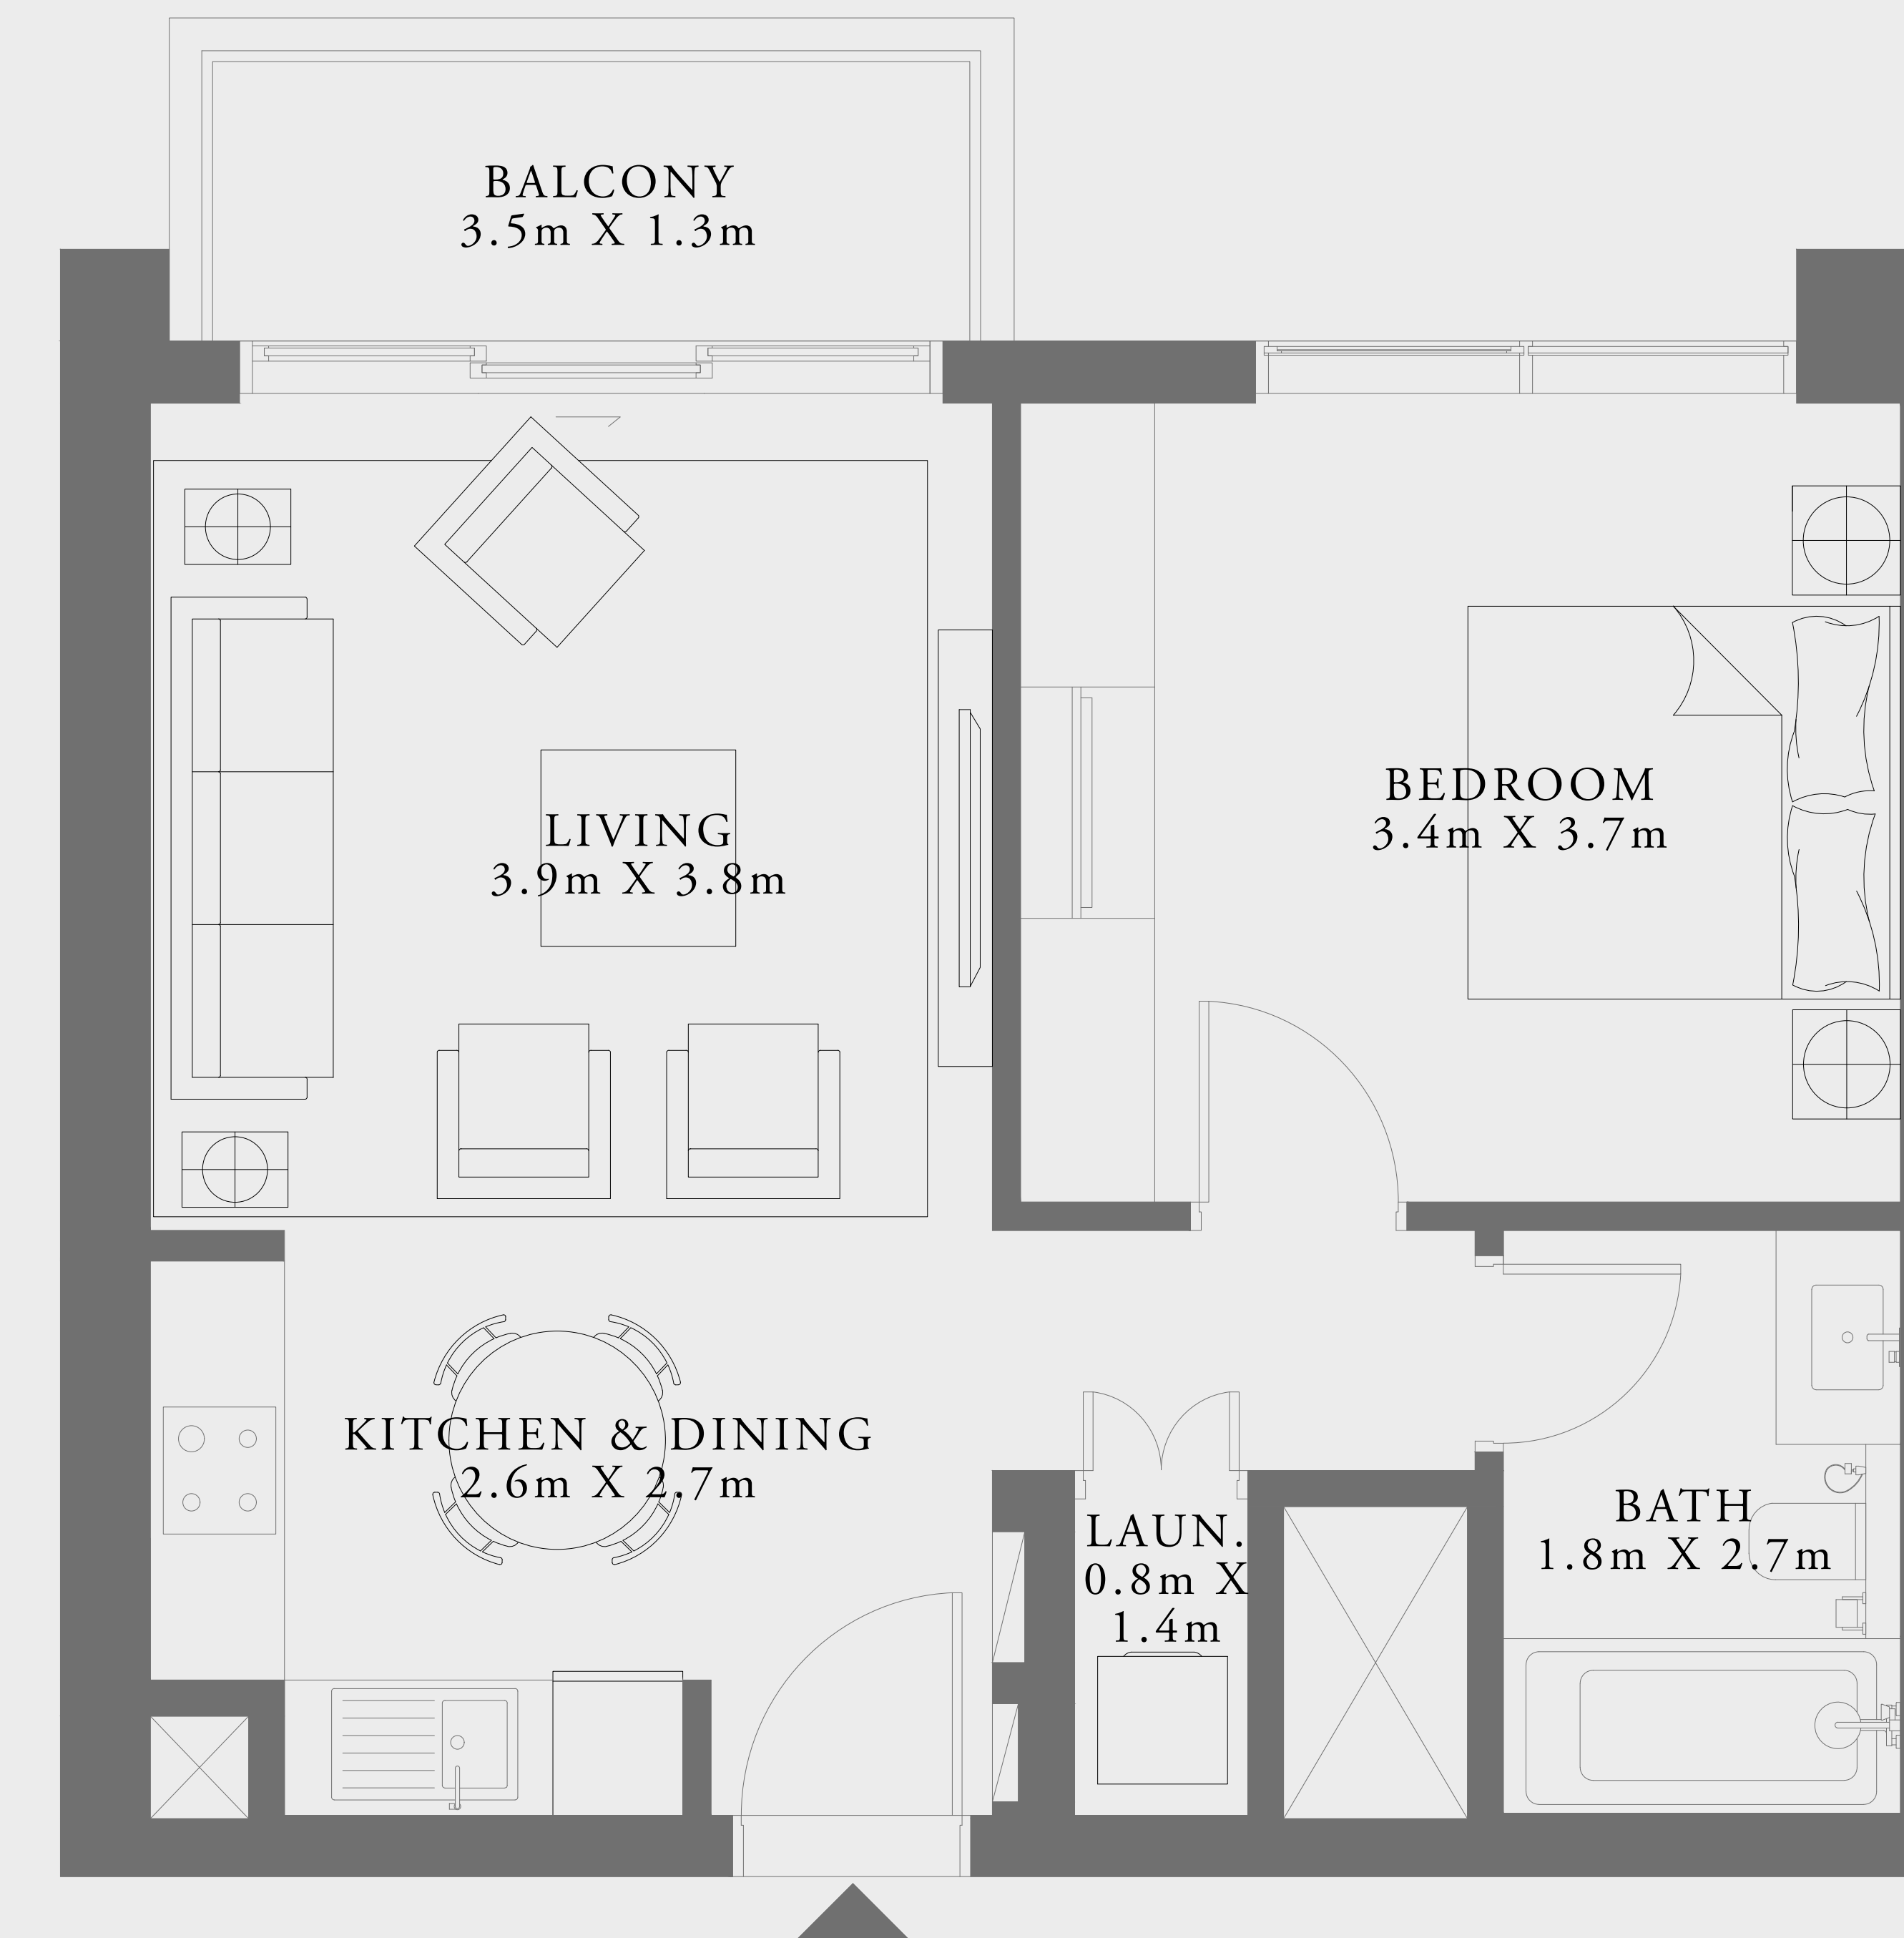 BALCONY
3.5m X 1.3m
LIVING
3.9m X 3.8m
BEDROOM
3.4m X 3.7m
KITCHEN & DINING
2.6m X 2.7m
LAUN.
0.8m X
1.4m
BATH
1.8m X 2.7m